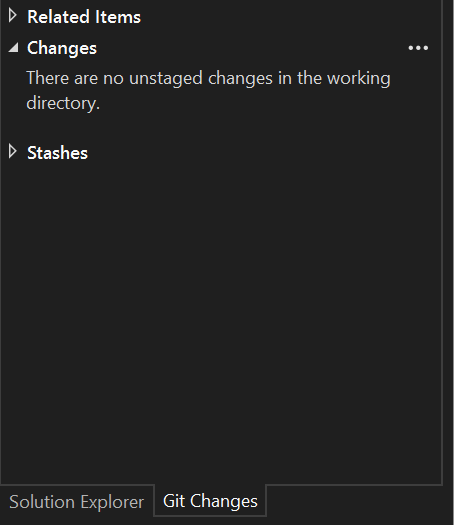 Related Items
Changes
There are no unstaged changes in the working
directory.
Stashes
Solution Explorer
Git Changes